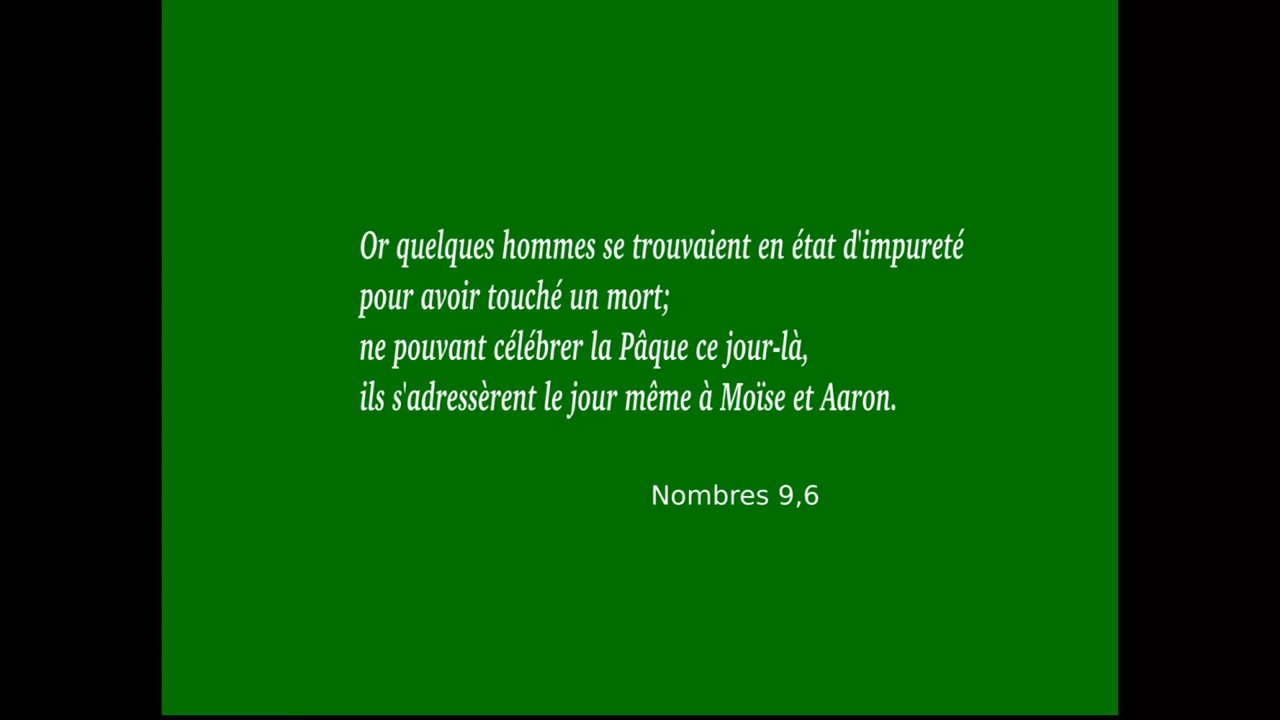 Or quelques hommes se trouvaient en état d'impureté
pour avoir touché un mort;
ne pouvant célébrer la Pâque ce jour-là,
ils s'adressèrent le jour même à Moïse et Aaron.
Nombres 9,6